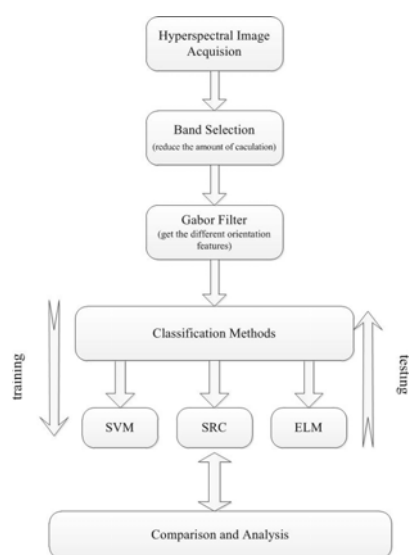 Hyperspectral Image
Acquision
Band Selection
(reduce the amount of caculation)
Gabor Filter
(get the different orientation
features)
Classification Methods
training
testing
SVM
SRC
ELM
Comparison and Analysis